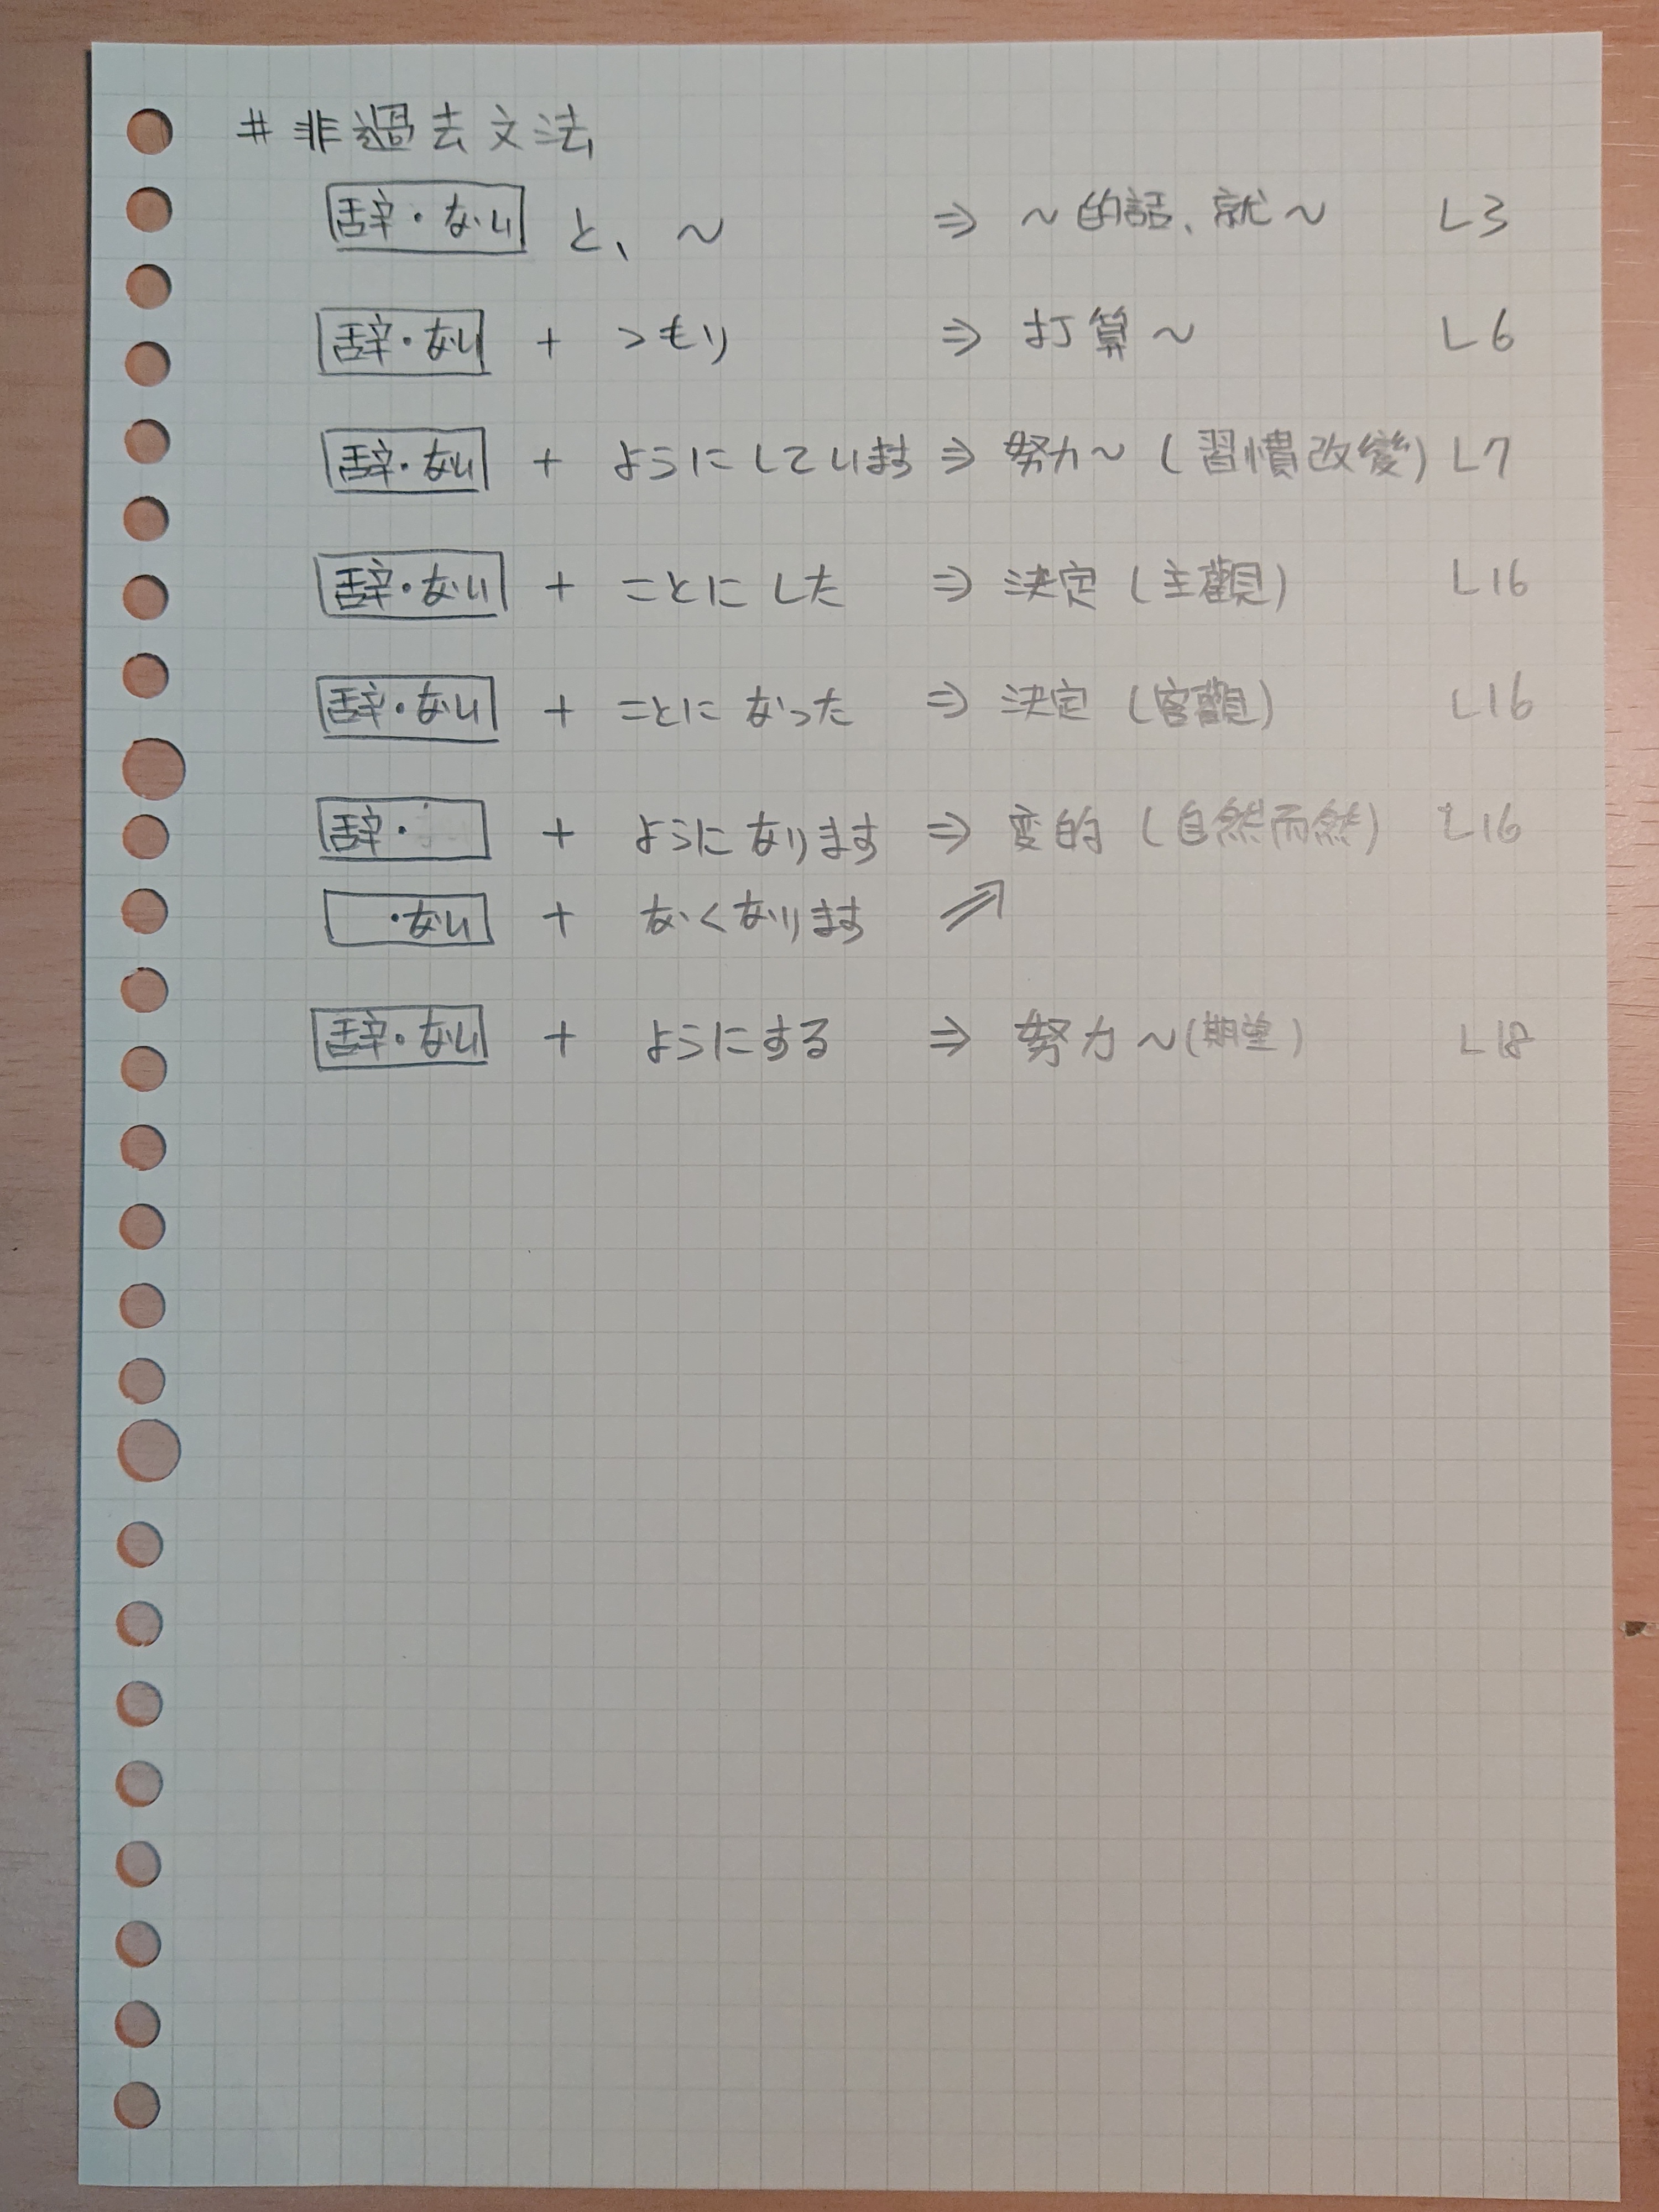 # 非過去文法
辞・ない と、～ ⇒ ～的話、就～ L3
辞・ない + つもり ⇒ 打算～ L6
辞・ない + ようにしています ⇒ 努力～(習慣改變) L7
辞・ない + ことにした ⇒ 決定(主觀) L16
辞・ない + ことになった ⇒ 決定(客觀) L16
辞・ + ようになります ⇒ 变的(自然而然) L16
・ない + なくなります ⇗
辞・ない + ようにする ⇒ 努力～(期望) L18